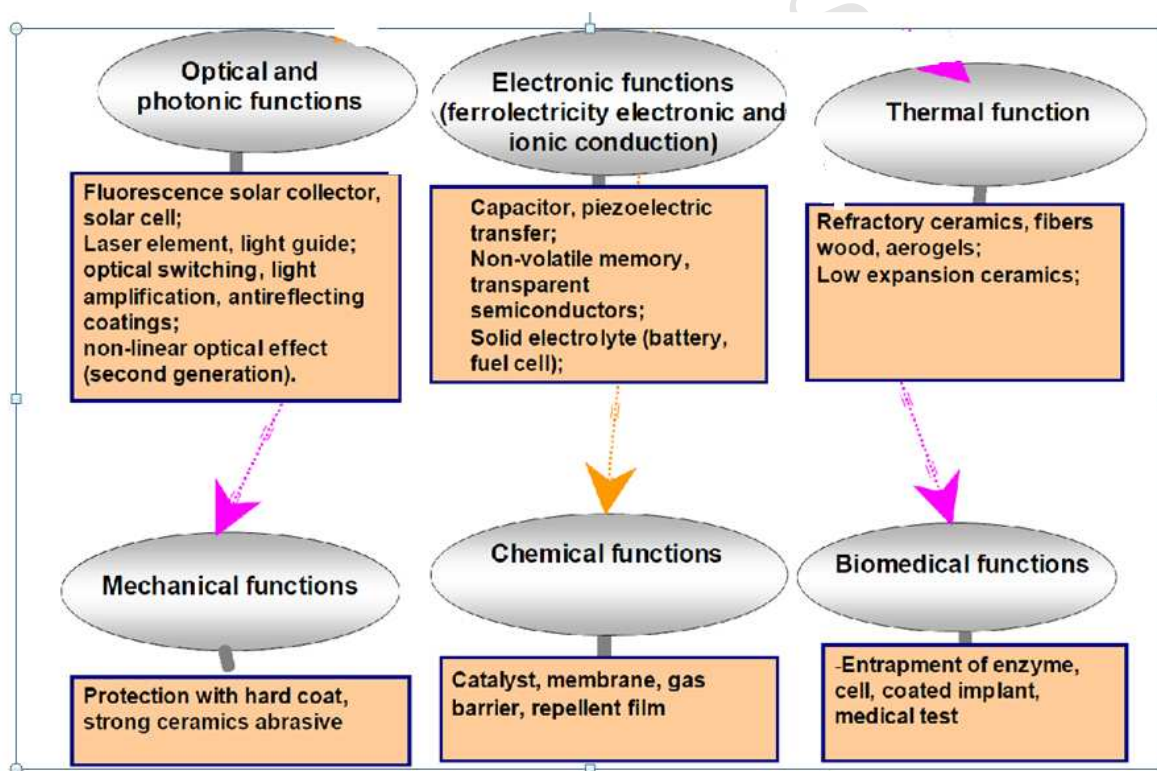 Optical and
photonic functions
Fluorescence solar collector,
solar cell;
Laser element, light guide;
optical switching, light
amplification, antireflecting
coatings;
non-linear optical effect
(second generation).
Electronic functions
(ferrolectricity electronic and
ionic conduction)
Capacitor, piezoelectric
transfer;
Non-volatile memory,
transparent
semiconductors;
Solid electrolyte (battery,
fuel cell);
Thermal function
Refractory ceramics, fibers
wood, aerogels;
Low expansion ceramics;
Mechanical functions
Protection with hard coat,
strong ceramics abrasive
Chemical functions
Catalyst, membrane, gas
barrier, repellent film
Biomedical functions
-Entrapment of enzyme,
cell, coated implant,
medical test